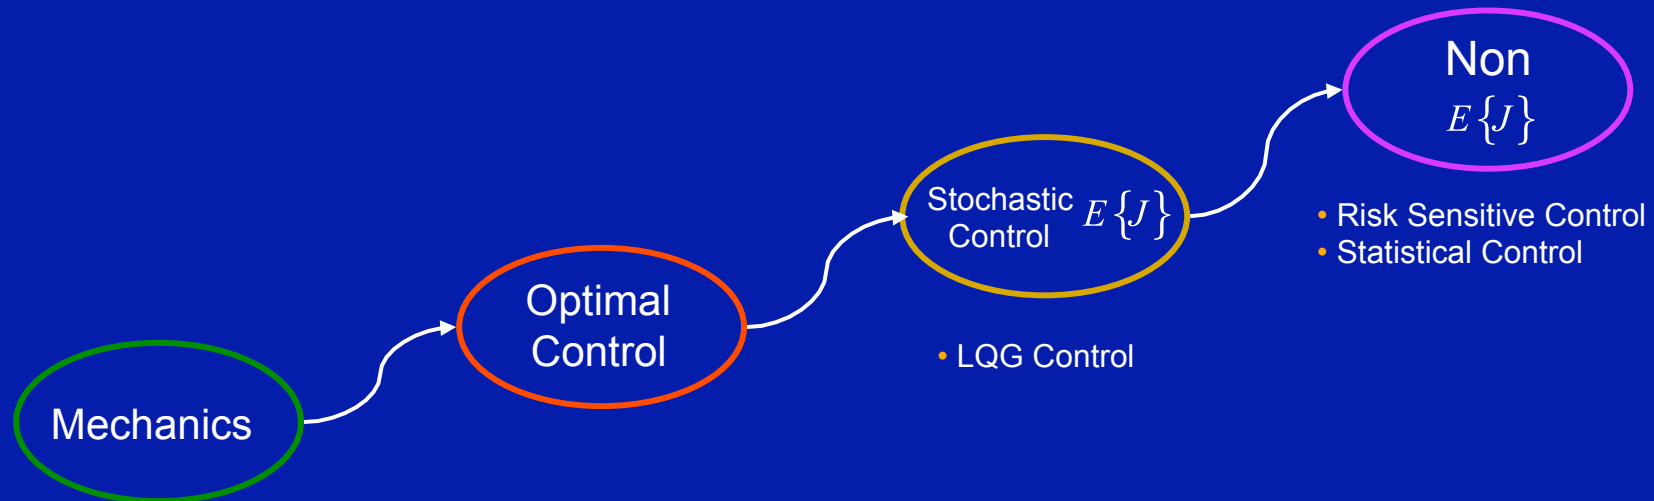 Mechanics
Optimal
Control
Stochastic
Control
E{J}
• LQG Control
Non
E{J}
• Risk Sensitive Control
• Statistical Control